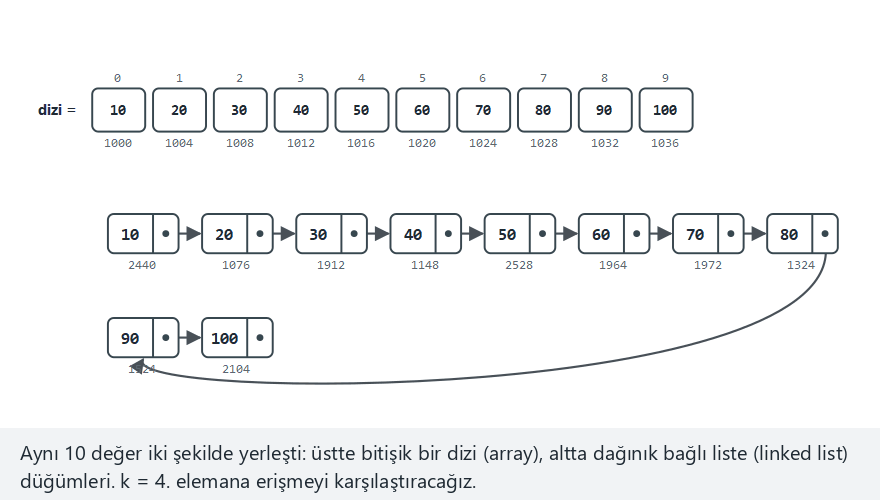 0 1 2 3 4 5 6 7 8 9
dizi = 10 20 30 40 50 60 70 80 90 100
1000 1004 1008 1012 1016 1020 1024 1028 1032 1036
10 20 30 40 50 60 70 80
2440 1076 1912 1148 2528 1964 1972 1324
90 100
2104
Aynı 10 değer iki şekilde yerleşti: üstte bitişik bir dizi (array), altta dağınık bağlı liste (linked list)
düğümleri. k = 4. elemana erişmeyi karşılaştıracağız.